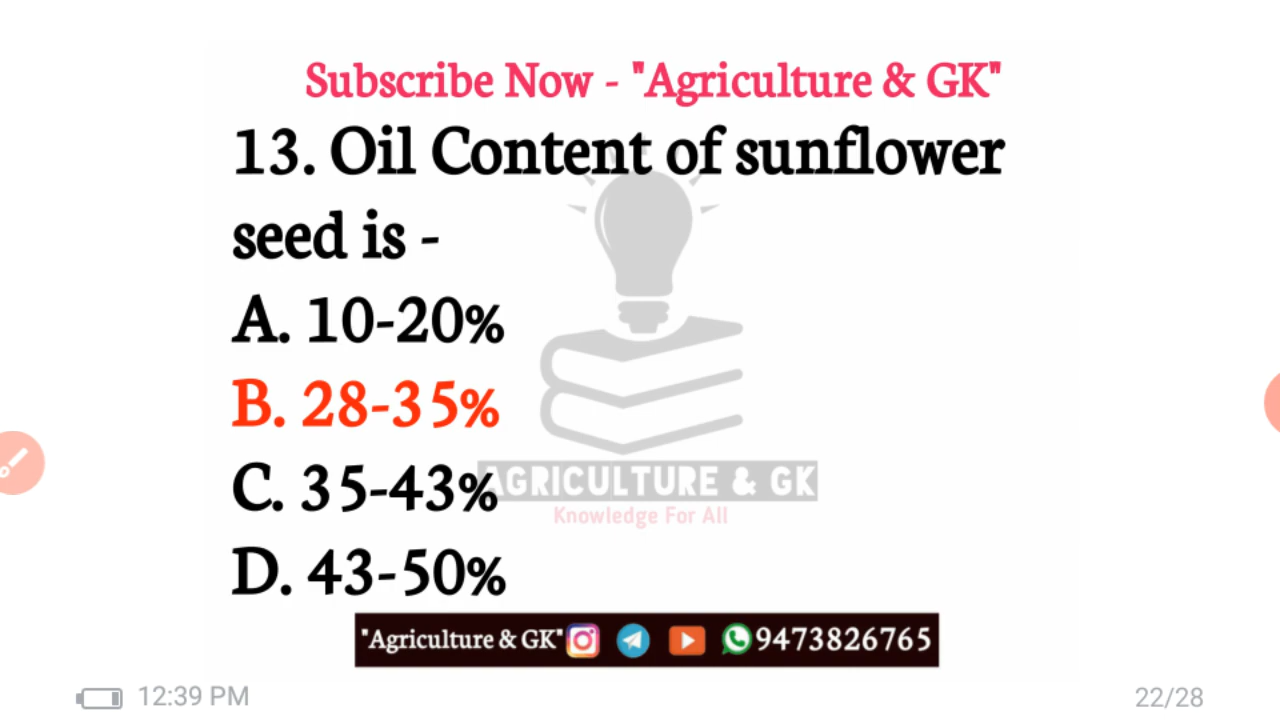 Subscribe Now - "Agriculture & GK"
13. Oil Content of sunflower
seed is -
A. 10-20%
B. 28-35%
C. 35-43%
D. 43-50%
AGRICULTURE & GK
Knowledge For All
"Agriculture & GK" 9473826765
12:39 PM 22/28